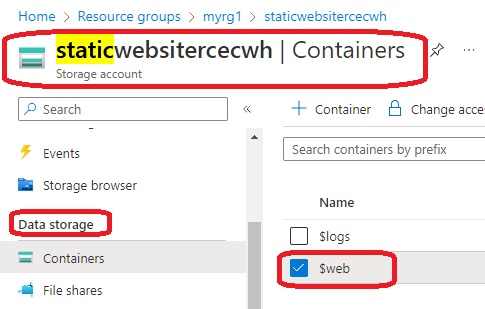 Home > Resource groups > myrg1 > staticwebsitercecwh
staticwebsitercecwh | Containers
Storage account
Search
«
Events
Storage browser
Data storage
Containers
File shares
+ Container
Change acce
Search containers by prefix
Name
$logs
$web